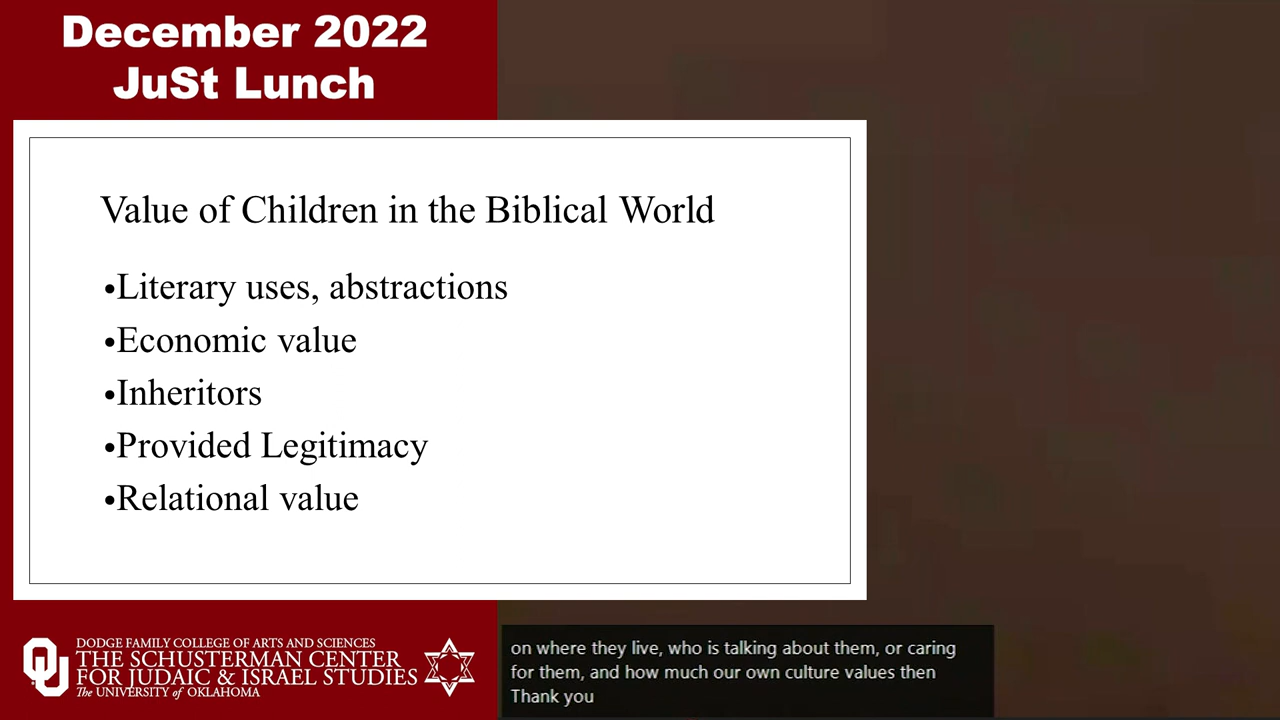 December 2022
JuSt Lunch
Value of Children in the Biblical World
•Literary uses, abstractions
•Economic value
•Inheritors
•Provided Legitimacy
•Relational value
OU
DODGE FAMILY COLLEGE OF ARTS AND SCIENCES
THE SCHUSTERMAN CENTER
FOR JUDAIC & ISRAEL STUDIES
The UNIVERSITY of OKLAHOMA
on where they live, who is talking about them, or caring
for them, and how much our own culture values then
Thank you